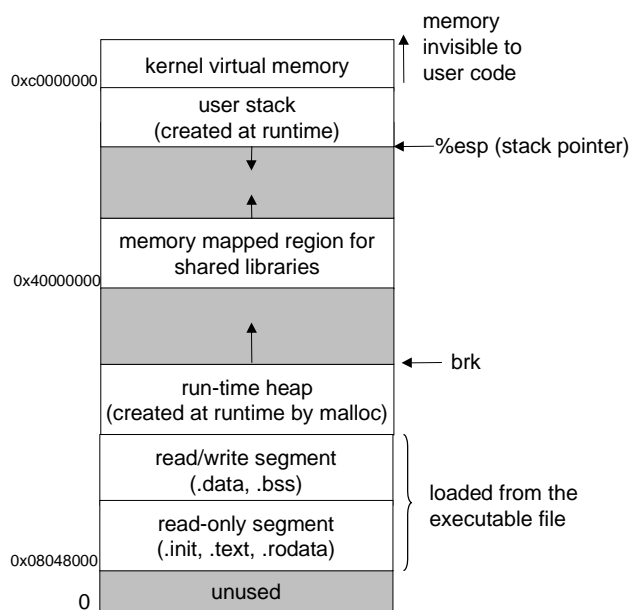 memory
invisible to
user code
kernel virtual memory
0xc0000000
user stack
(created at runtime)
%esp (stack pointer)
memory mapped region for
shared libraries
0x40000000
brk
run-time heap
(created at runtime by malloc)
read/write segment
(.data, .bss)
loaded from the
executable file
read-only segment
(.init, .text, .rodata)
0x08048000
unused
0